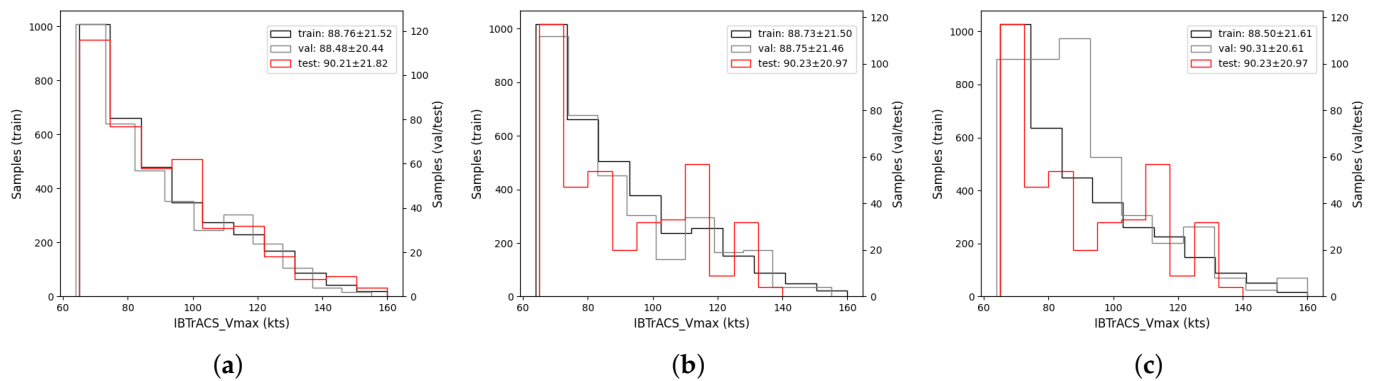 train: 88.76±21.52
val: 88.48±20.44
test: 90.21±21.82
Samples (train)
1000
800
600
400
200
0
Samples (val/test)
120
100
80
60
40
20
0
60 80 100 120 140 160
IBTrACS_Vmax (kts)
(a)
train: 88.73±21.50
val: 88.75±21.46
test: 90.23±20.97
Samples (train)
1000
800
600
400
200
0
Samples (val/test)
120
100
80
60
40
20
0
60 80 100 120 140 160
IBTrACS_Vmax (kts)
(b)
train: 88.50±21.61
val: 90.31±20.61
test: 90.23±20.97
Samples (train)
1000
800
600
400
200
0
Samples (val/test)
120
100
80
60
40
20
0
60 80 100 120 140 160
IBTrACS_Vmax (kts)
(c)